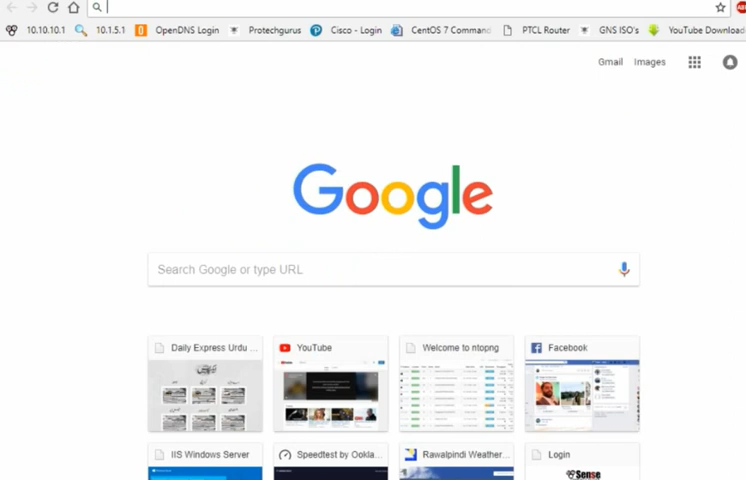 10.10.10.1 10.1.5.1 OpenDNS Login Protechgurus Cisco - Login CentOS 7 Command PTCL Router GNS ISO's YouTube Download
Gmail Images
Google
Search Google or type URL
Daily Express Urdu ... YouTube Welcome to ntopng Facebook
IIS Windows Server Speedtest by Ookla... Rawalpindi Weather... Login
Sense